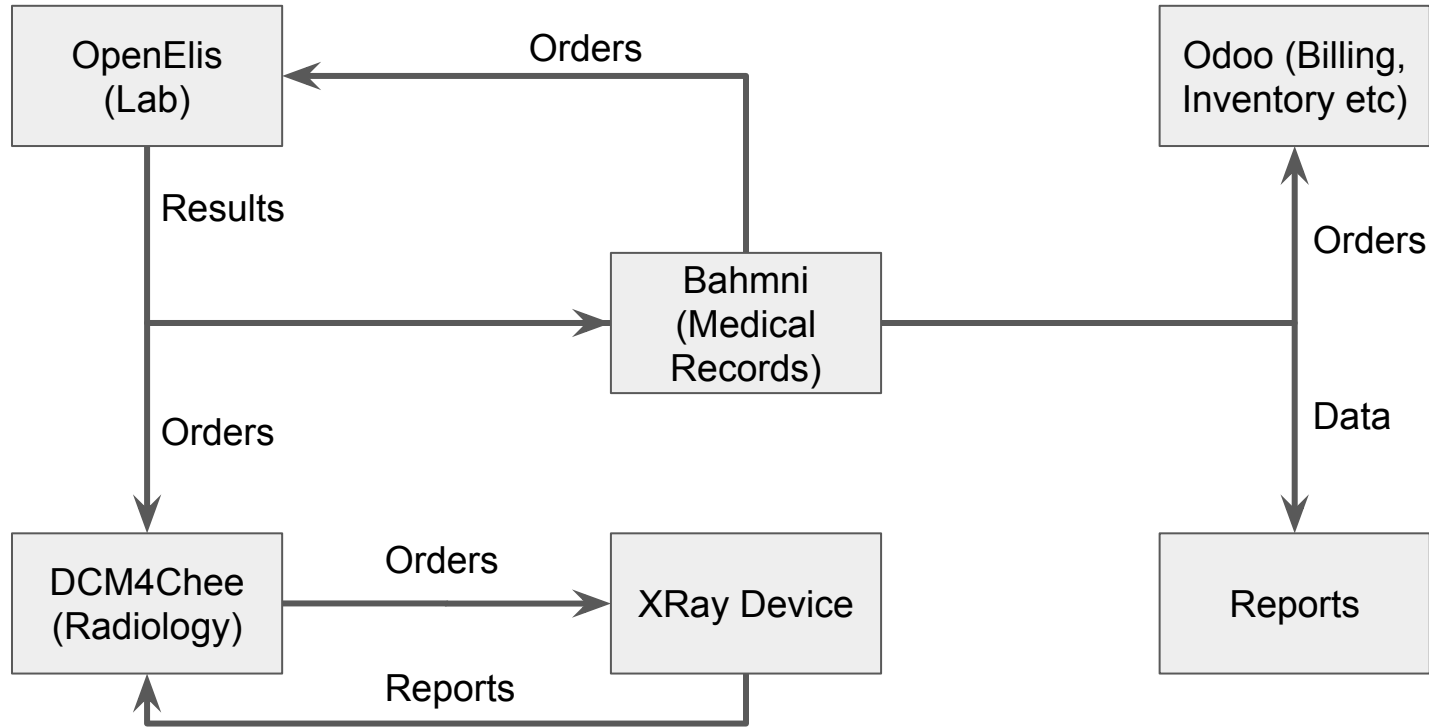 OpenElis
(Lab)
Orders
Odoo (Billing,
Inventory etc)
Results
Orders
Bahmni
(Medical
Records)
Orders
Data
DCM4Chee
(Radiology)
Orders
XRay Device
Reports
Reports